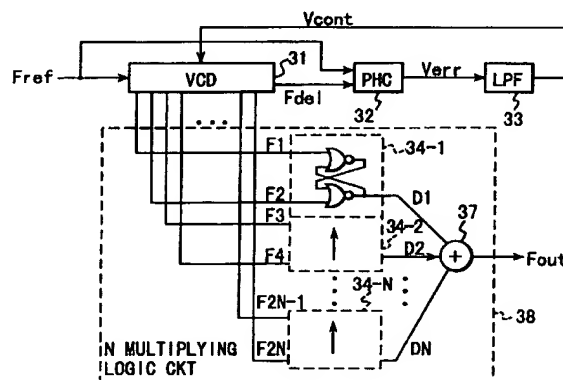 Vcont
31
Fref
VCD
PHC
Verr
LPF
Fdel
32
33
...
F1
34-1
F2
D1
37
F3
34-2
F4
D2
+
Fout
34-N
F2N-1
38
N MULTIPLYING
LOGIC CKT
F2N
DN